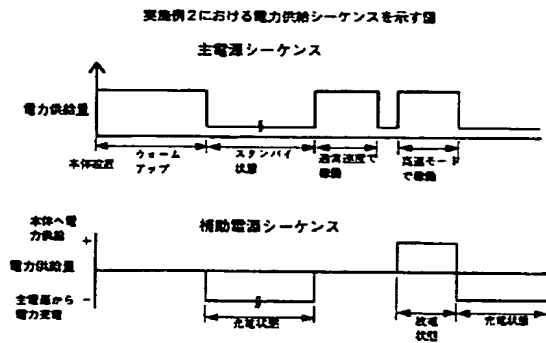 実施例2における電力供給シーケンスを示す図
主電源シーケンス
電力供給量
本体装置
ウォーム
アップ
スタンバイ
状態
通常速度で
稼動
高速モード
で稼動
補助電源シーケンス
本体へ電
力供給
+
電力供給量
主電源から
電力充電
-
充電状態
放電
状態
充電状態